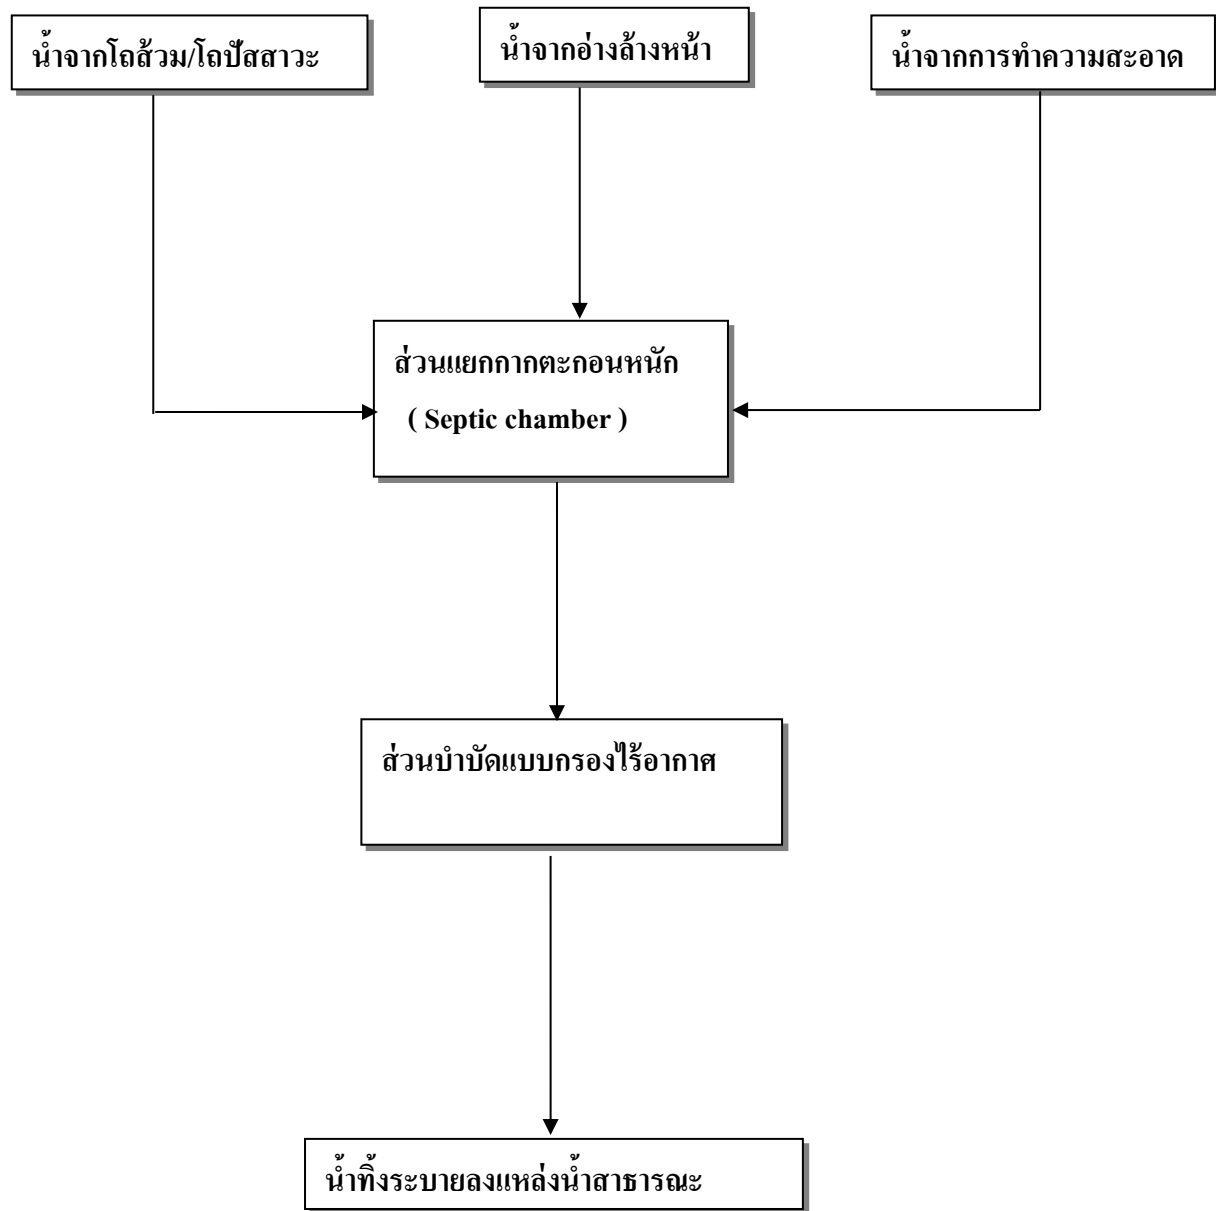 น้ำจากโถส้วม/โถปัสสาวะ
น้ำจากอ่างล้างหน้า
น้ำจากการทำความสะอาด
ส่วนแยกกากตะกอนหนัก
( Septic chamber )
ส่วนบำบัดแบบกรองไร้อากาศ
น้ำทิ้งระบายลงแหล่งน้ำสาธารณะ